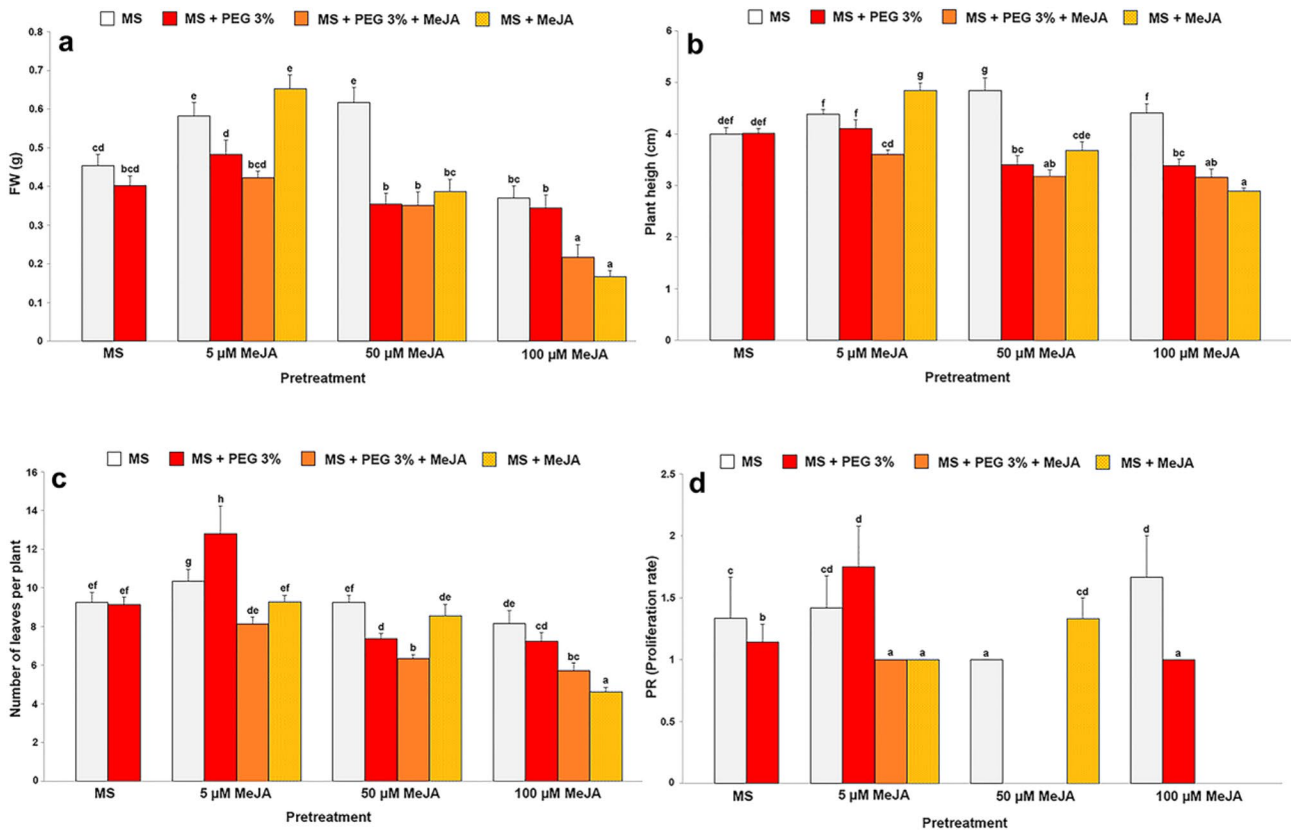 MS MS + PEG 3% MS + PEG 3% + MeJA MS + MeJA
a
FW (g)
0.8
0.7
0.6
0.5
0.4
0.3
0.2
0.1
0
cd bcd e d bcd e e b b bc bc b a a
MS 5 µM MeJA 50 µM MeJA 100 µM MeJA
Pretreatment
MS MS + PEG 3% MS + PEG 3% + MeJA MS + MeJA
b
Plant heigh (cm)
6
5
4
3
2
1
0
def def f f cd g g bc ab cde f bc ab a
MS 5 µM MeJA 50 µM MeJA 100 µM MeJA
Pretreatment
MS MS + PEG 3% MS + PEG 3% + MeJA MS + MeJA
c
Number of leaves per plant
16
14
12
10
8
6
4
2
0
ef ef g h de ef ef d b de de cd bc a
MS 5 µM MeJA 50 µM MeJA 100 µM MeJA
Pretreatment
MS MS + PEG 3% MS + PEG 3% + MeJA MS + MeJA
d
PR (Proliferation rate)
2.5
2
1.5
1
0.5
0
c b cd d a a a cd d a
MS 5 µM MeJA 50 µM MeJA 100 µM MeJA
Pretreatment